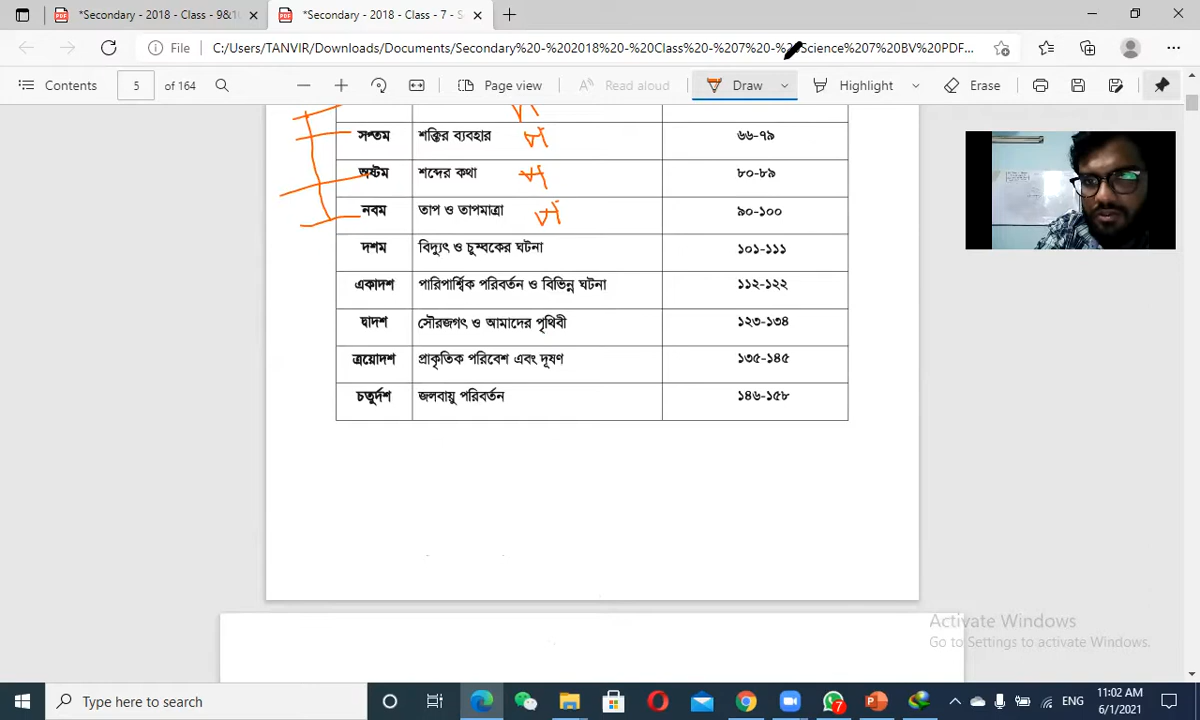 *Secondary - 2018 - Class - 9&1
*Secondary - 2018 - Class - 7 - S
File
C:/Users/TANVIR/Downloads/Documents/Secondary%20-%202018%20-%20Class%20-%207%20-%20Science%207%20BV%20PDF...
Contents
5
of 164
Page view
Read aloud
Draw
Highlight
Erase
সপ্তম শক্তির ব্যবহার ৬৬-৭৯
অষ্টম শব্দের কথা ৮০-৮৯
নবম তাপ ও তাপমাত্রা ৯০-১০০
দশম বিদ্যুৎ ও চুম্বকের ঘটনা ১০১-১১১
একাদশ পারিপার্শ্বিক পরিবর্তন ও বিভিন্ন ঘটনা ১১২-১২২
দ্বাদশ সৌরজগৎ ও আমাদের পৃথিবী ১২৩-১৩৪
ত্রয়োদশ প্রাকৃতিক পরিবেশ এবং দূষণ ১৩৫-১৪৫
চতুর্দশ জলবায়ু পরিবর্তন ১৪৬-১৫৮
Activate Windows
Go to Settings to activate Windows.
Type here to search
7
ENG
11:02 AM
6/1/2021